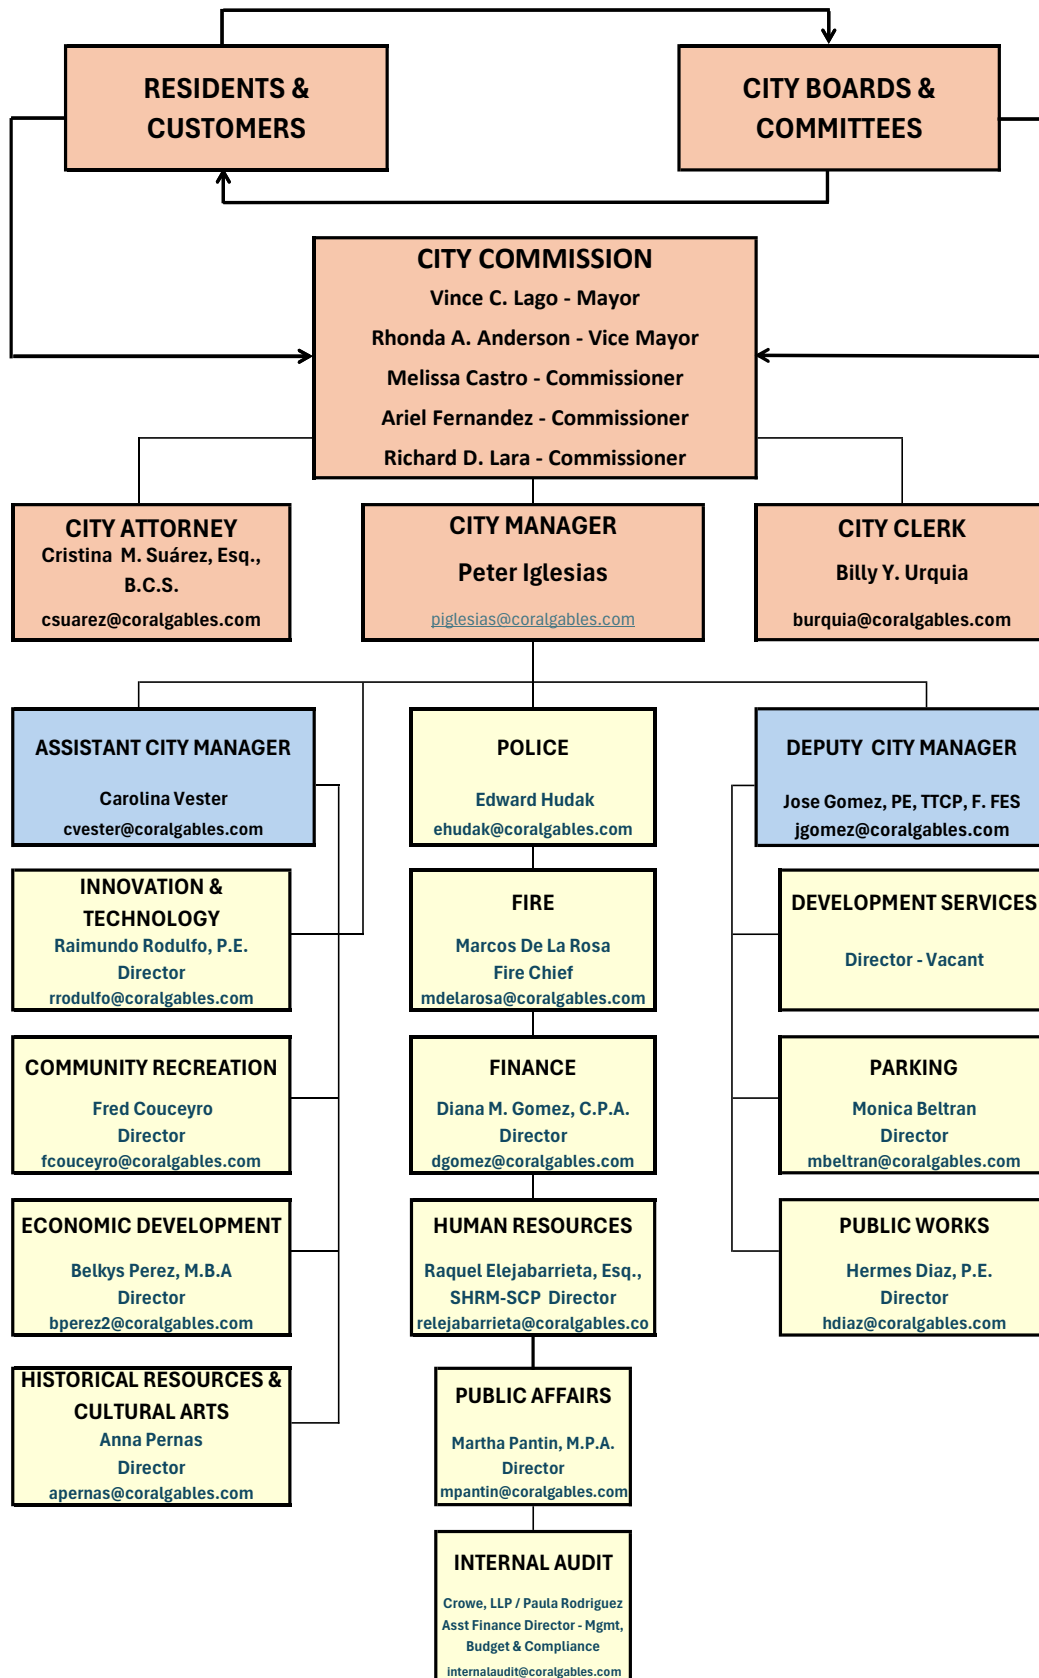 RESIDENTS &
CUSTOMERS
CITY BOARDS &
COMMITTEES
CITY COMMISSION
Vince C. Lago - Mayor
Rhonda A. Anderson - Vice Mayor
Melissa Castro - Commissioner
Ariel Fernandez - Commissioner
Richard D. Lara - Commissioner
CITY ATTORNEY
Cristina M. Suárez, Esq.,
B.C.S.
csuarez@coralgables.com
CITY MANAGER
Peter Iglesias
piglesias@coralgables.com
CITY CLERK
Billy Y. Urquia
burquia@coralgables.com
ASSISTANT CITY MANAGER
Carolina Vester
cvester@coralgables.com
POLICE
Edward Hudak
ehudak@coralgables.com
DEPUTY CITY MANAGER
Jose Gomez, PE, TTCP, F. FES
jgomez@coralgables.com
INNOVATION &
TECHNOLOGY
Raimundo Rodulfo, P.E.
Director
rrodulfo@coralgables.com
FIRE
Marcos De La Rosa
Fire Chief
mdelarosa@coralgables.com
DEVELOPMENT SERVICES
Director - Vacant
COMMUNITY RECREATION
Fred Couceyro
Director
fcouceyro@coralgables.com
FINANCE
Diana M. Gomez, C.P.A.
Director
dgomez@coralgables.com
PARKING
Monica Beltran
Director
mbeltran@coralgables.com
ECONOMIC DEVELOPMENT
Belkys Perez, M.B.A
Director
bperez2@coralgables.com
HUMAN RESOURCES
Raquel Elejabarrieta, Esq.,
SHRM-SCP Director
relejabarrieta@coralgables.co
PUBLIC WORKS
Hermes Diaz, P.E.
Director
hdiaz@coralgables.com
HISTORICAL RESOURCES &
CULTURAL ARTS
Anna Pernas
Director
apernas@coralgables.com
PUBLIC AFFAIRS
Martha Pantin, M.P.A.
Director
mpantin@coralgables.com
INTERNAL AUDIT
Crowe, LLP / Paula Rodriguez
Asst Finance Director - Mgmt,
Budget & Compliance
internalaudit@coralgables.com